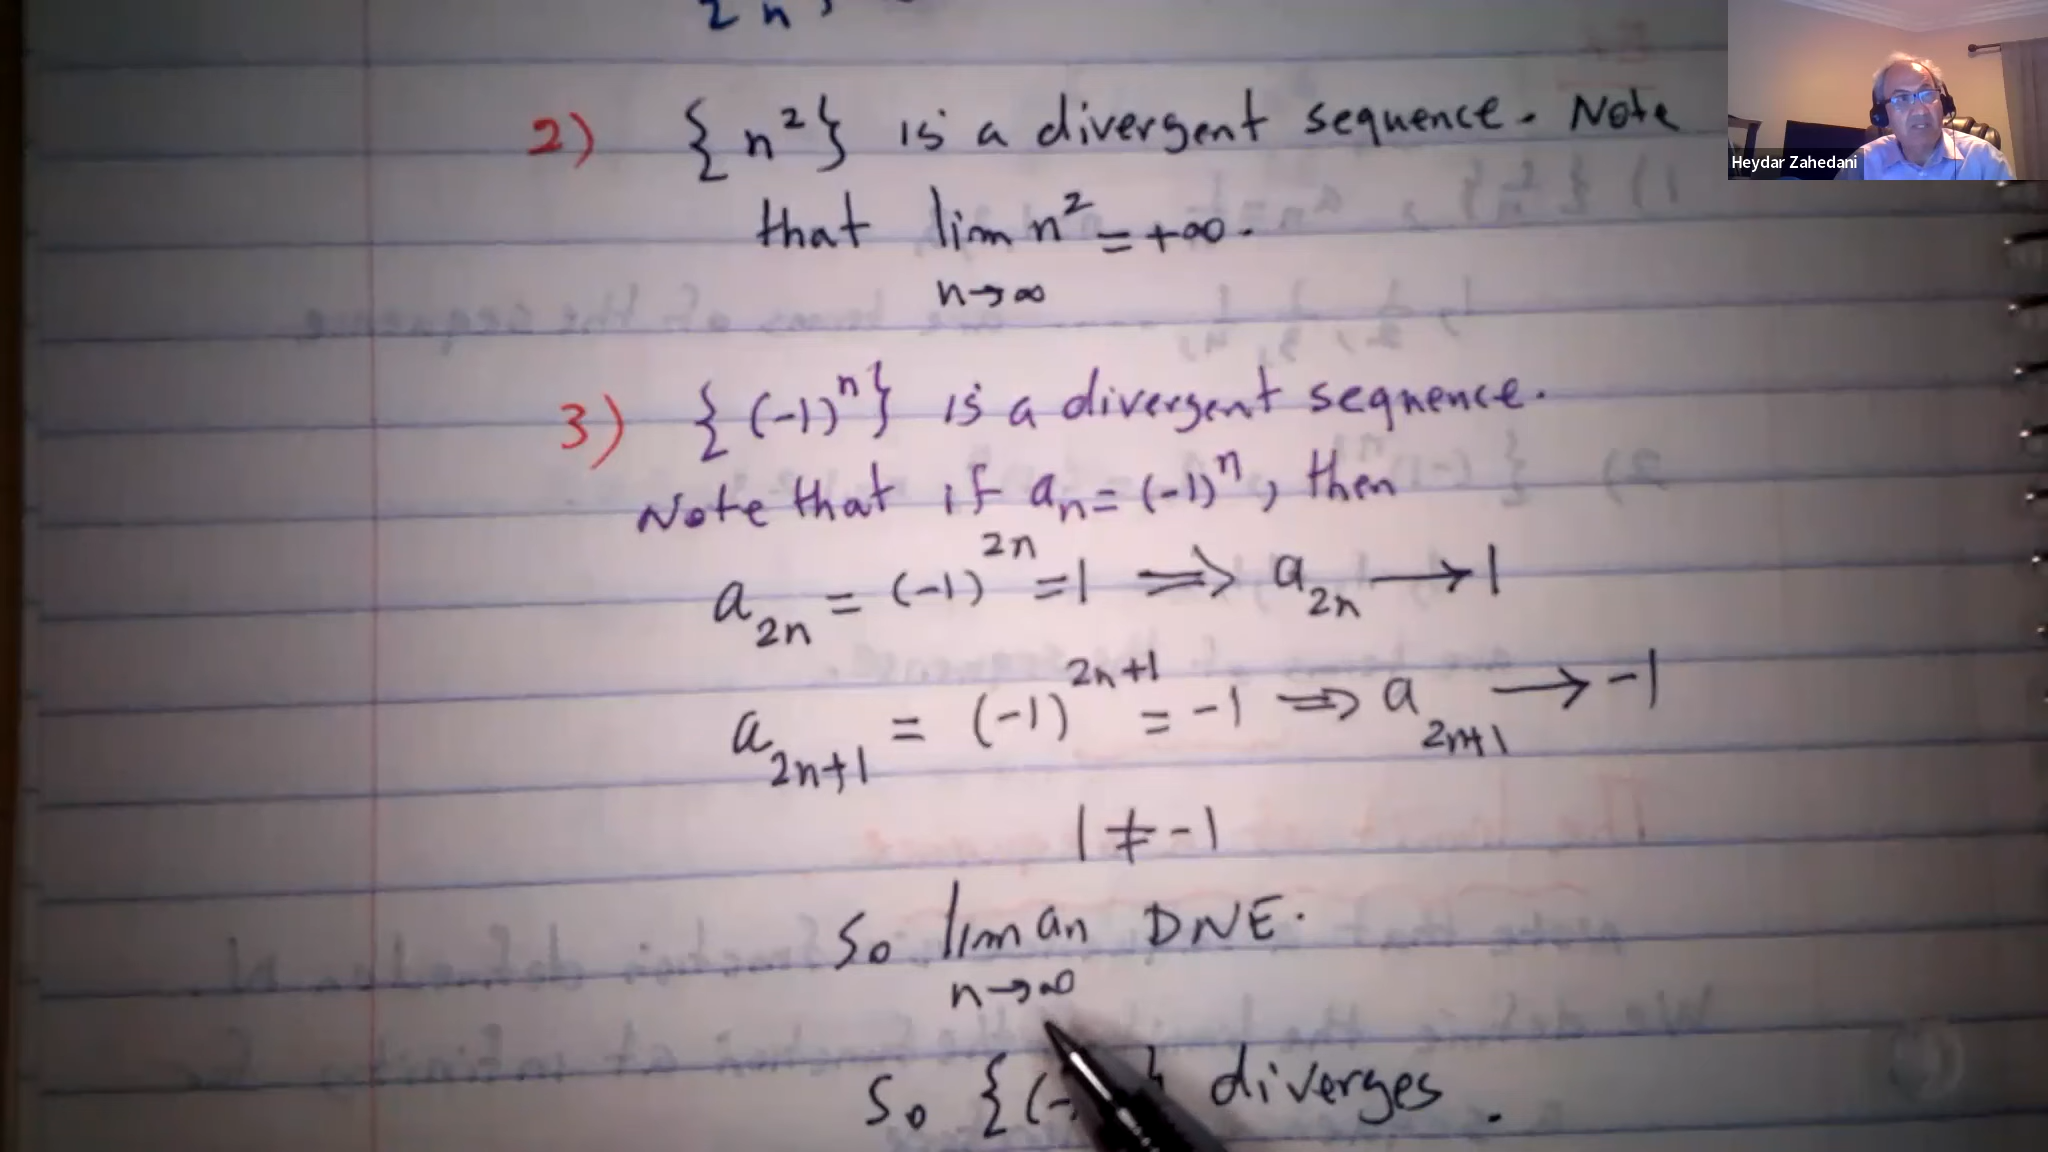 2n,
2) {n²} is a divergent sequence. Note
Heydar Zahedani
that lim n² = +∞.
n→∞
3) {(-1)ⁿ} is a divergent sequence.
Note that if aₙ = (-1)ⁿ, then
a₂ₙ = (-1)²ⁿ = 1 ⟹ a₂ₙ ⟶ 1
a₂ₙ₊₁ = (-1)²ⁿ⁺¹ = -1 ⟹ a₂ₙ₊₁ ⟶ -1
1 ≠ -1
So lim aₙ DNE.
n→∞
So {(- } diverges.